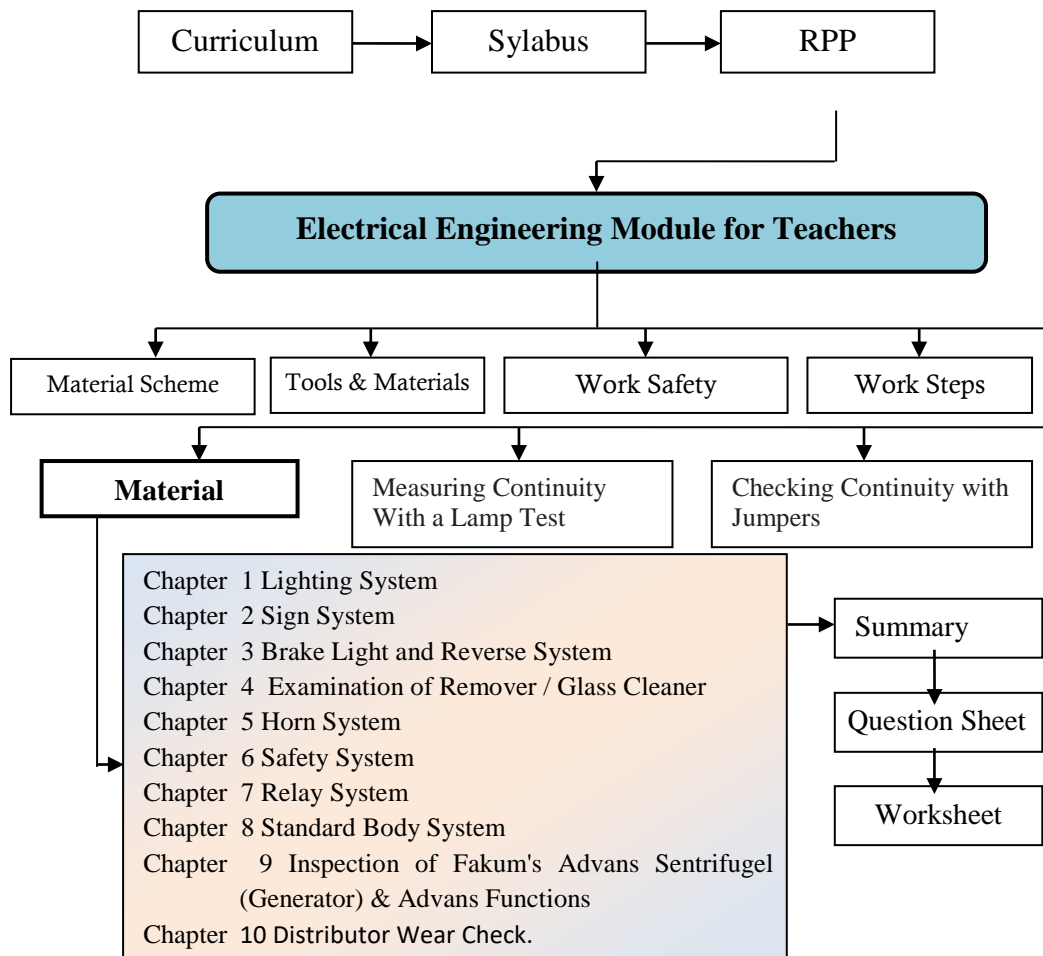 Curriculum
Sylabus
RPP
Electrical Engineering Module for Teachers
Material Scheme
Tools & Materials
Work Safety
Work Steps
Material
Measuring Continuity
With a Lamp Test
Checking Continuity with
Jumpers
Chapter 1 Lighting System
Chapter 2 Sign System
Chapter 3 Brake Light and Reverse System
Chapter 4 Examination of Remover / Glass Cleaner
Chapter 5 Horn System
Chapter 6 Safety System
Chapter 7 Relay System
Chapter 8 Standard Body System
Chapter 9 Inspection of Fakum's Advans Sentrifugel
(Generator) & Advans Functions
Chapter 10 Distributor Wear Check.
Summary
Question Sheet
Worksheet